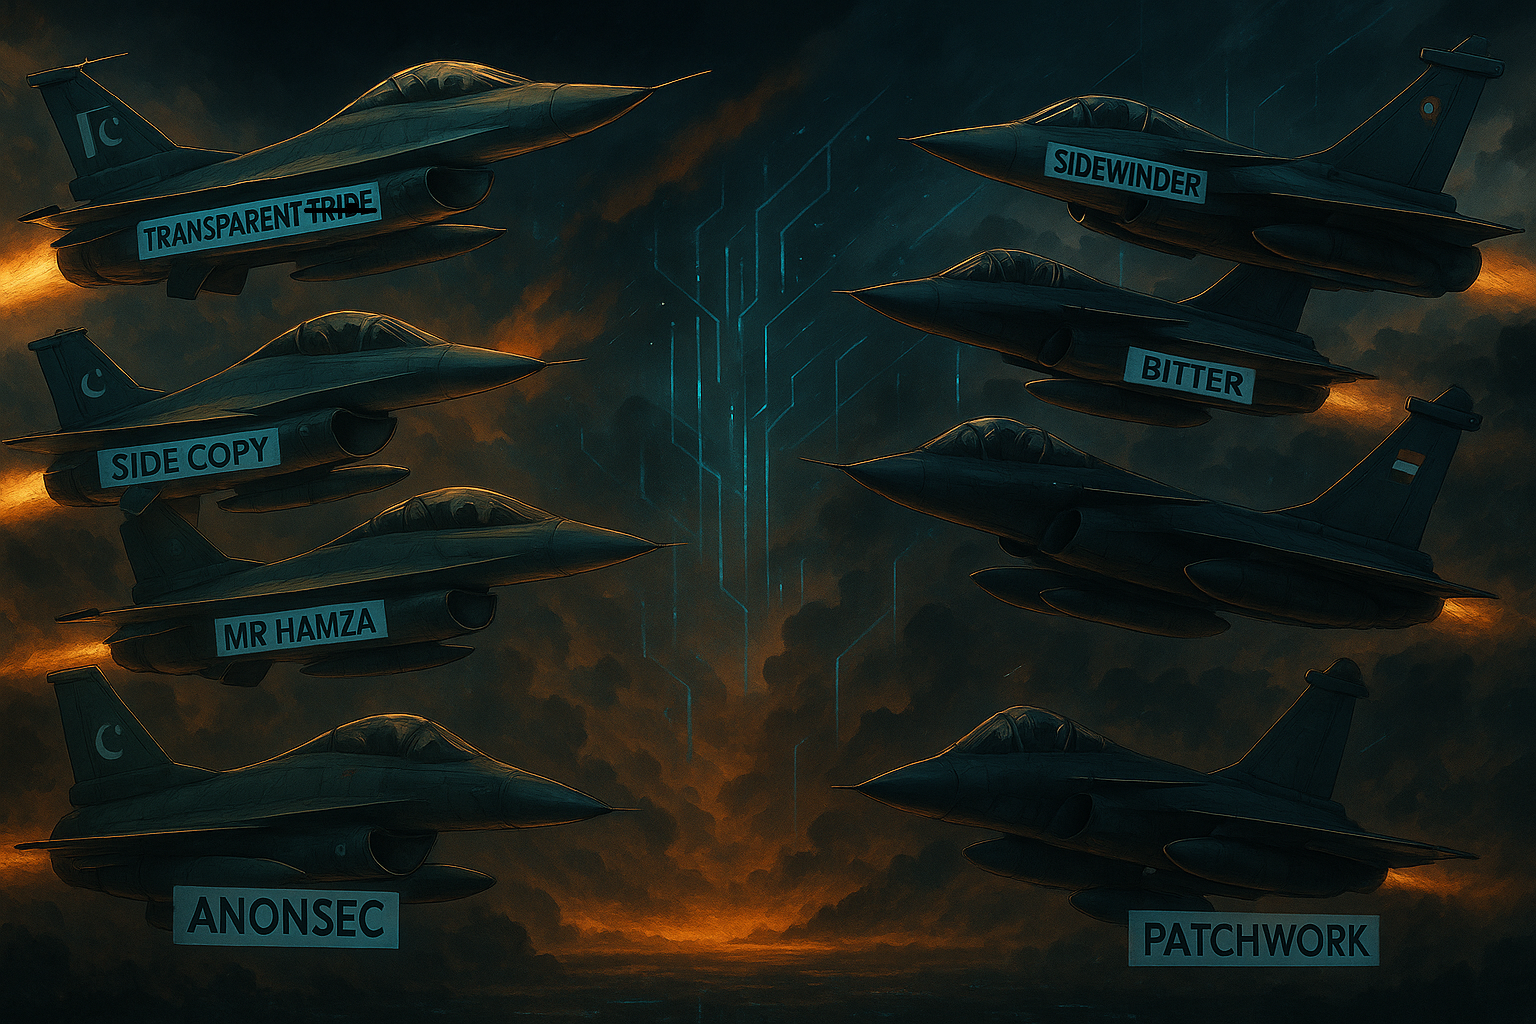 TRANSPARENT TRIDE
SIDE COPY
MR HAMZA
ANONSEC
SIDEWINDER
BITTER
PATCHWORK